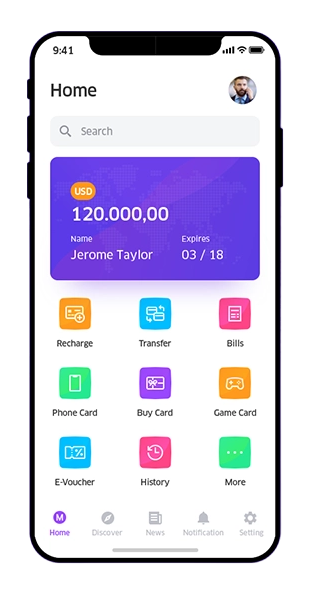 9:41
Home
Search
USD
120.000,00
Name Expires
Jerome Taylor 03 / 18
Recharge Transfer Bills
Phone Card Buy Card Game Card
E-Voucher History More
M
Home Discover News Notification Setting